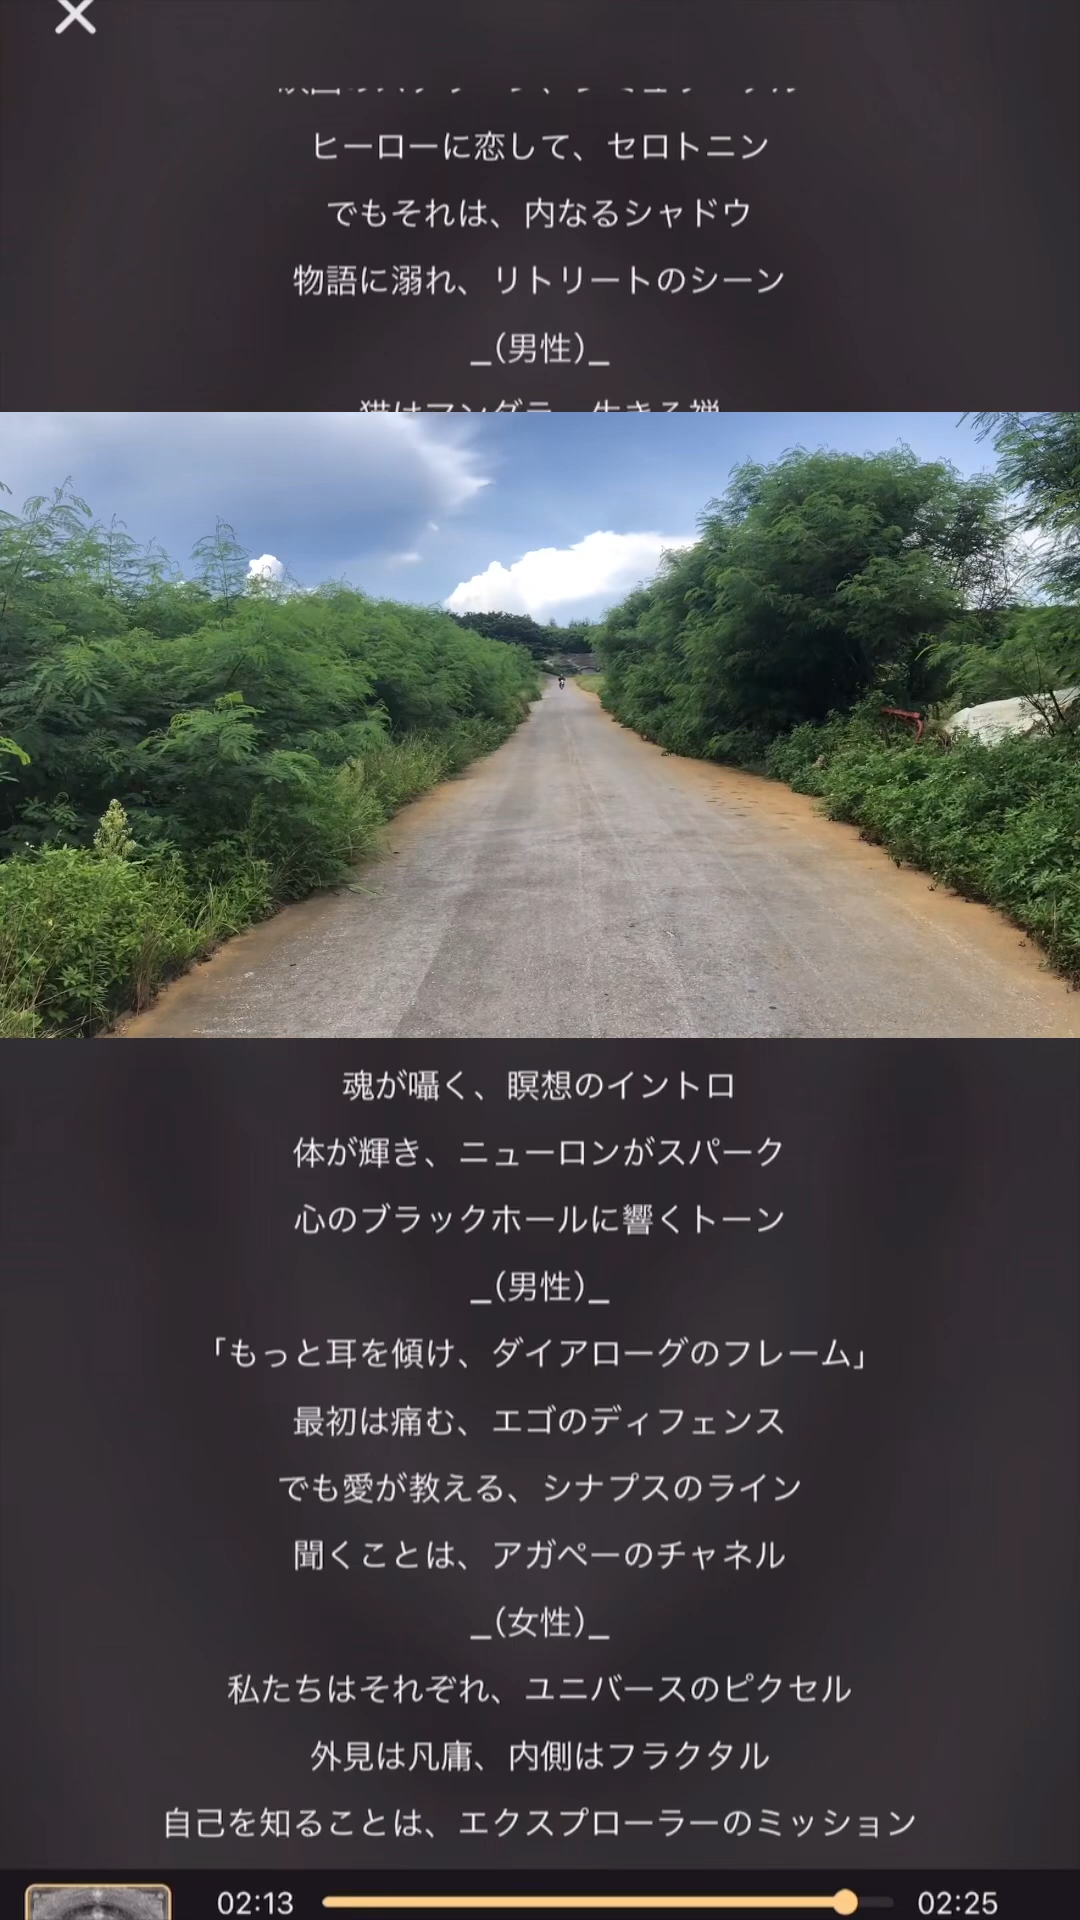 ヒーローに恋して、セロトニン
でもそれは、内なるシャドウ
物語に溺れ、リトリートのシーン
_(男性)_
猫はマンダラ、生きる禅
魂が囁く、瞑想のイントロ
体が輝き、ニューロンがスパーク
心のブラックホールに響くトーン
_(男性)_
「もっと耳を傾け、ダイアローグのフレーム」
最初は痛む、エゴのディフェンス
でも愛が教える、シナプスのライン
聞くことは、アガペーのチャネル
_(女性)_
私たちはそれぞれ、ユニバースのピクセル
外見は凡庸、内側はフラクタル
自己を知ることは、エクスプローラーのミッション
02:13
02:25